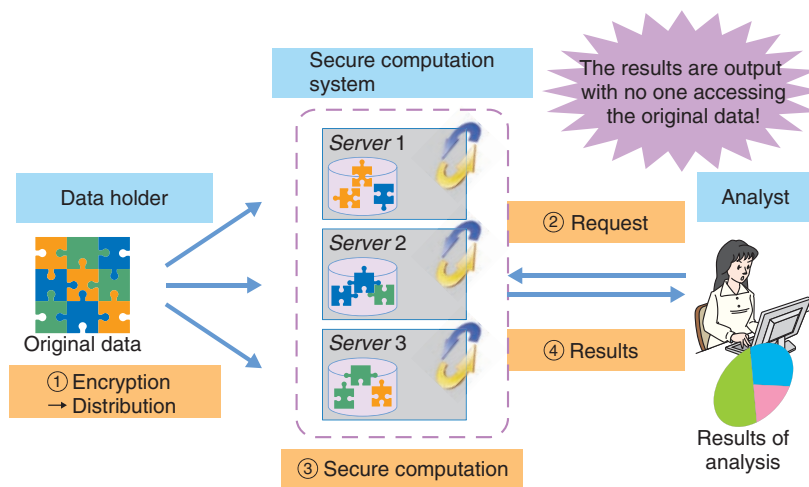 Secure computation
system
The results are output
with no one accessing
the original data!
Data holder
Original data
① Encryption
→ Distribution
Server 1
Server 2
Server 3
③ Secure computation
② Request
④ Results
Analyst
Results of
analysis